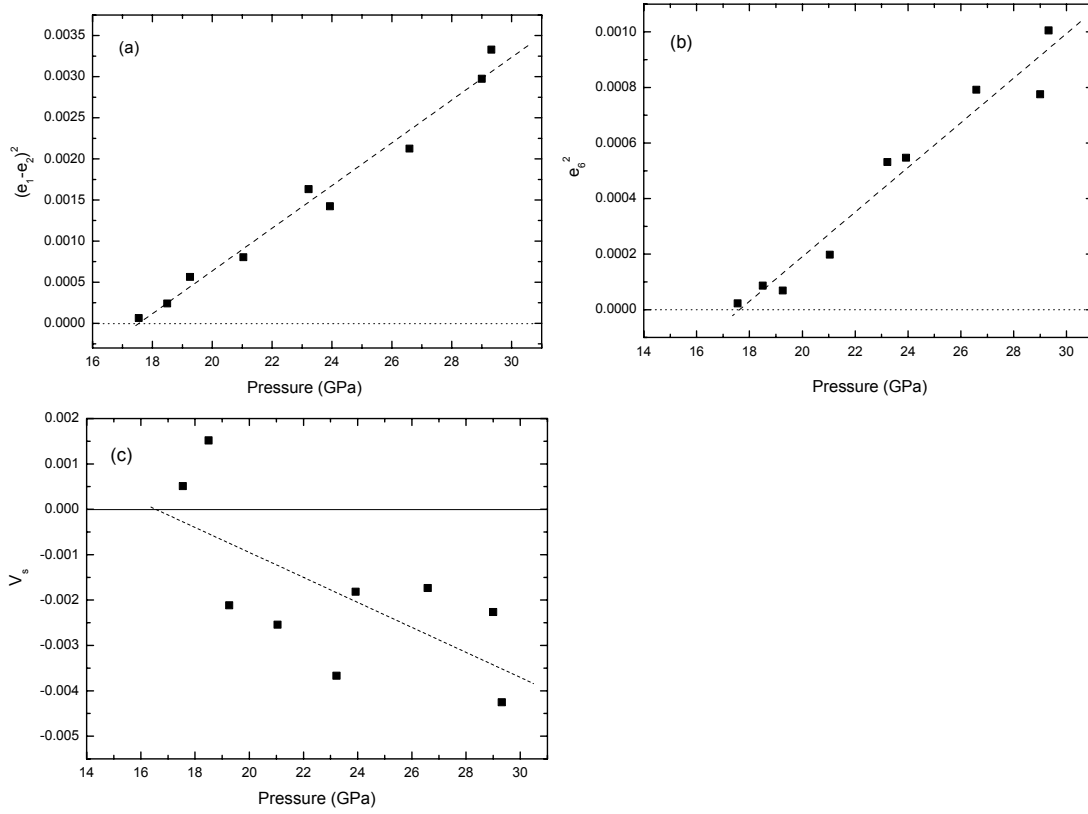 (a)
(e₁-e₂)²
0.0035
0.0030
0.0025
0.0020
0.0015
0.0010
0.0005
0.0000
16 18 20 22 24 26 28 30
Pressure (GPa)
(b)
e₆²
0.0010
0.0008
0.0006
0.0004
0.0002
0.0000
14 16 18 20 22 24 26 28 30
Pressure (GPa)
(c)
Vₛ
0.002
0.001
0.000
-0.001
-0.002
-0.003
-0.004
-0.005
14 16 18 20 22 24 26 28 30
Pressure (GPa)